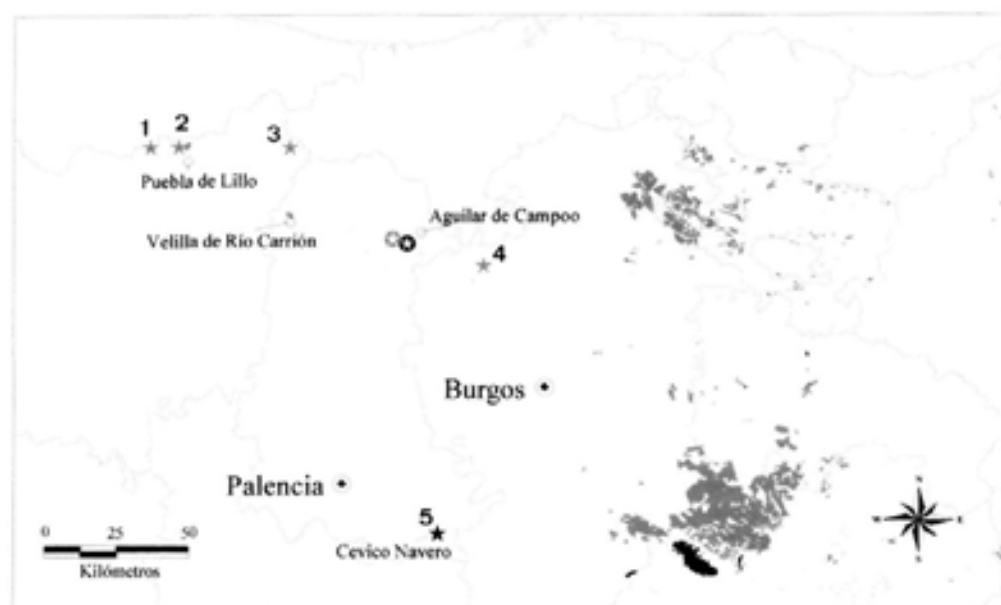 1 2 3
Puebla de Lillo
Aguilar de Campoo
Velilla de Río Carrión
4
Burgos
Palencia
5
Cevico Navero
0 25 50
Kilómetros